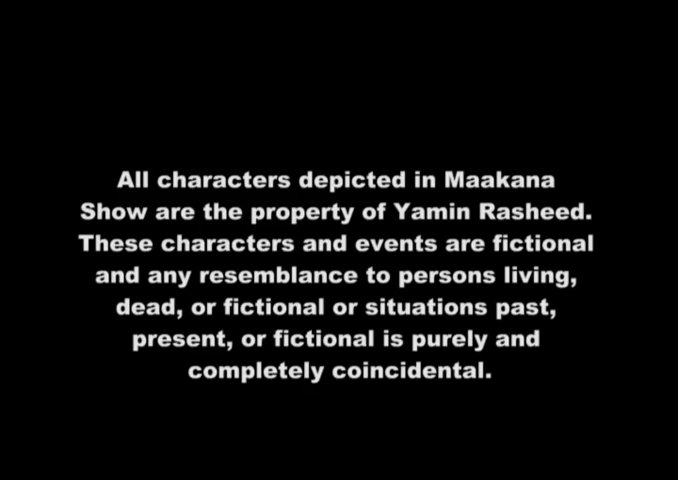 All characters depicted in Maakana
Show are the property of Yamin Rasheed.
These characters and events are fictional
and any resemblance to persons living,
dead, or fictional or situations past,
present, or fictional is purely and
completely coincidental.